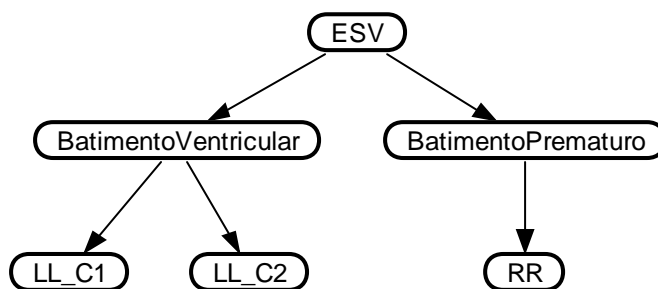 ESV
BatimentoVentricular
BatimentoPrematuro
LL_C1
LL_C2
RR